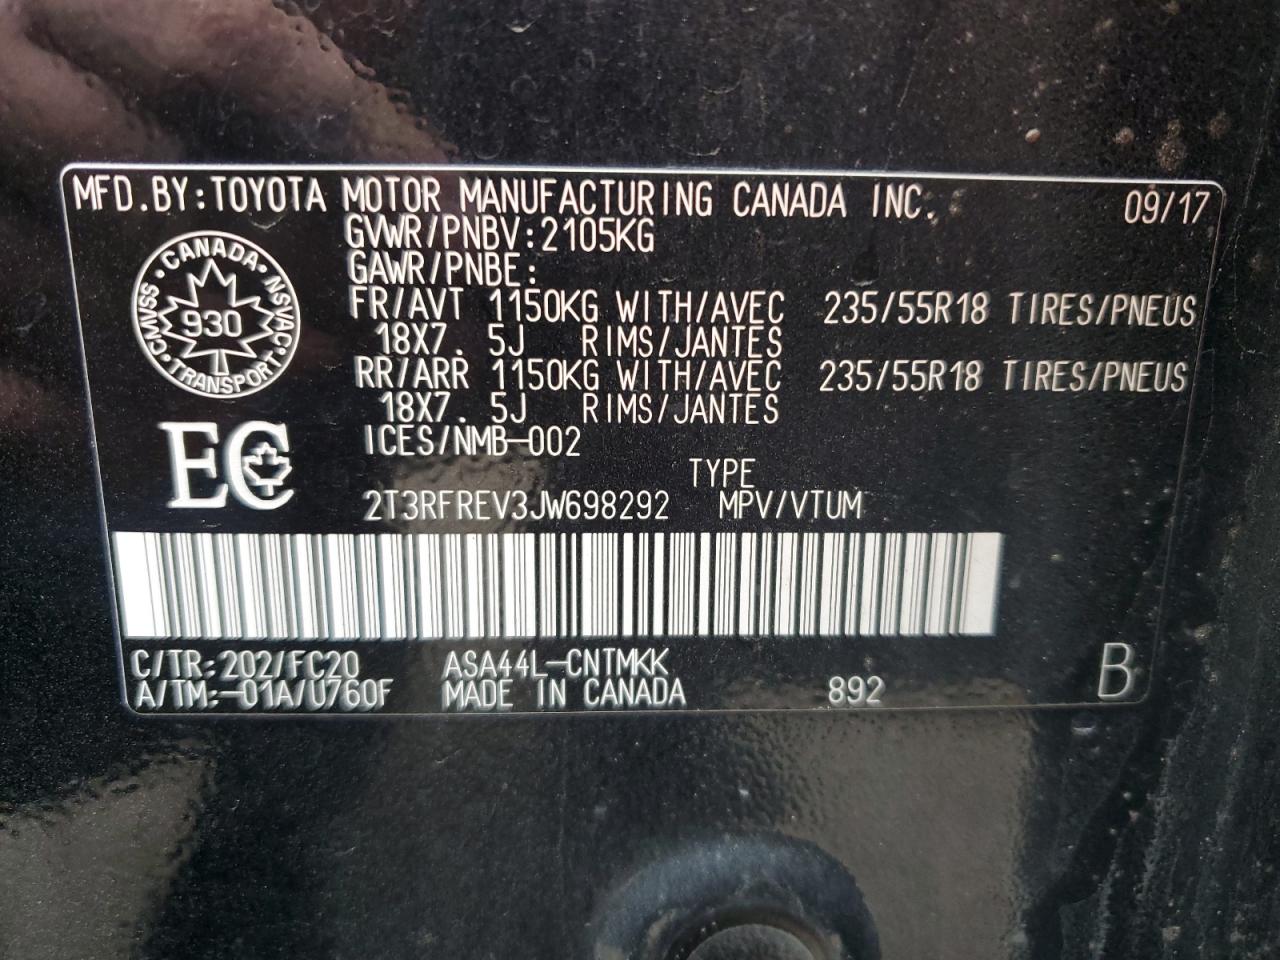 MFD.BY:TOYOTA MOTOR MANUFACTURING CANADA INC. 09/17
GVWR/PNBV:2105KG
GAWR/PNBE:
FR/AVT 1150KG WITH/AVEC 235/55R18 TIRES/PNEUS
18X7. 5J RIMS/JANTES
RR/ARR 1150KG WITH/AVEC 235/55R18 TIRES/PNEUS
18X7. 5J RIMS/JANTES
CANADA • NSVAC • TRANSPORT • CMVSS •
930
EC
ICES/NMB-002
TYPE
2T3RFREV3JW698292 MPV/VTUM
C/TR:202/FC20 ASA44L-CNTMKK
A/TM:-01A/U760F MADE IN CANADA 892 B